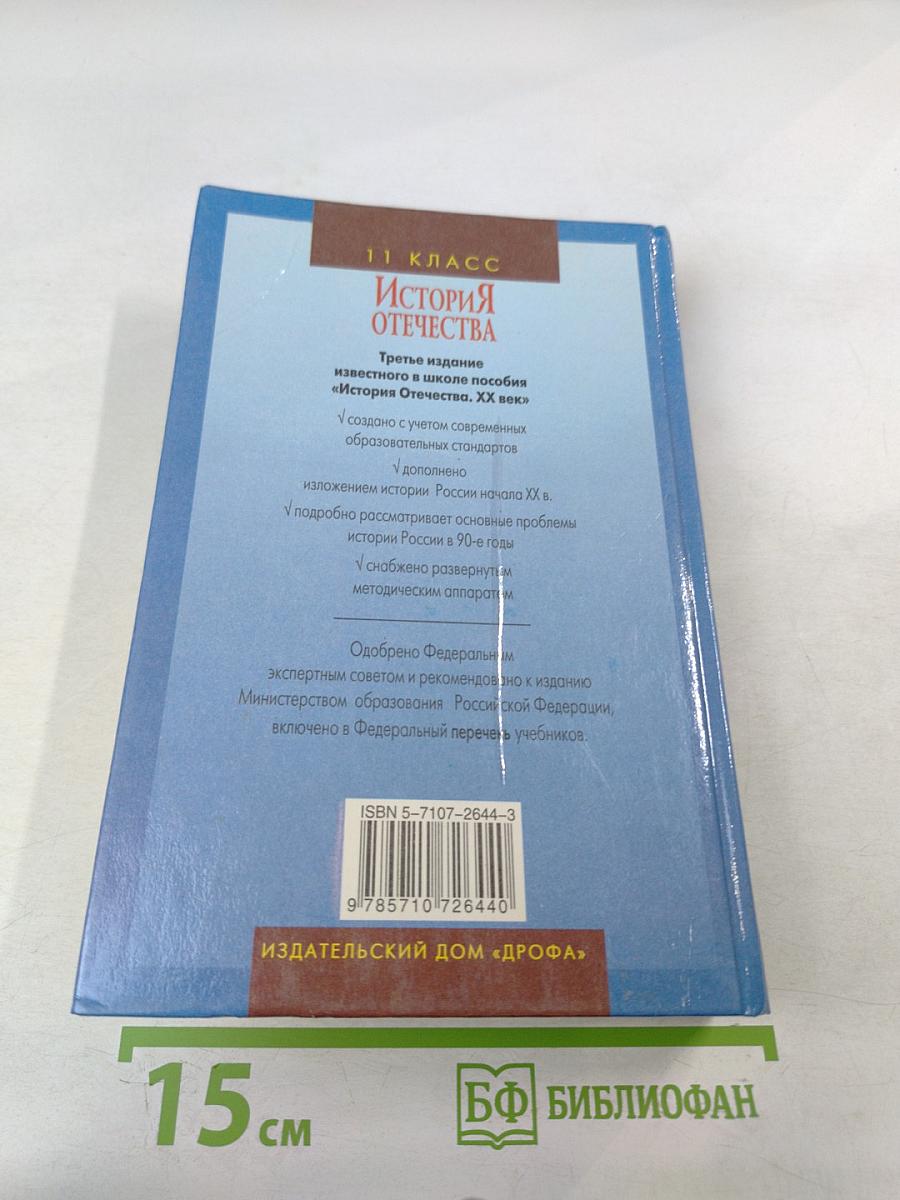 11 КЛАСС
ИСТОРИЯ
ОТЕЧЕСТВА
Третье издание
известного в школе пособия
«История Отечества. XX век»
√ создано с учетом современных
образовательных стандартов
√ дополнено
изложением истории России начала XX в.
√ подробно рассматривает основные проблемы
истории России в 90-е годы
√ снабжено развернутым
методическим аппаратом
Одобрено Федеральным
экспертным советом и рекомендовано к изданию
Министерством образования Российской Федерации,
включено в Федеральный перечень учебников.
ISBN 5-7107-2644-3
9 785710 726440
ИЗДАТЕЛЬСКИЙ ДОМ «ДРОФА»
15 см
БФ БИБЛИОФАН